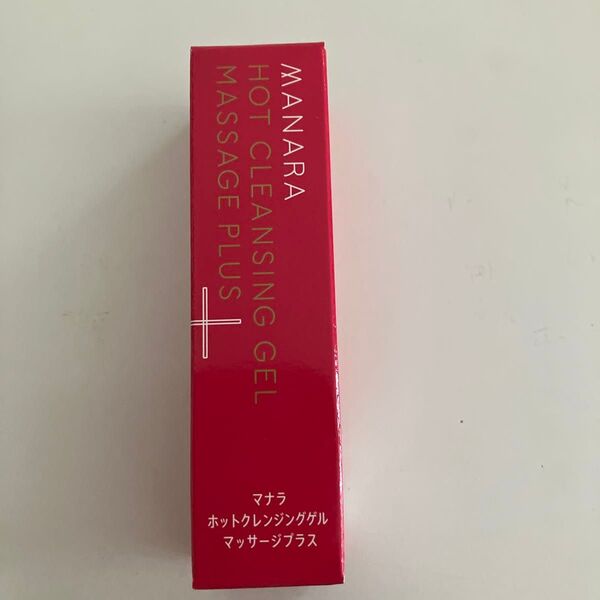 MANARA
HOT CLEANSING GEL
MASSAGE PLUS
マナラ
ホットクレンジングゲル
マッサージプラス